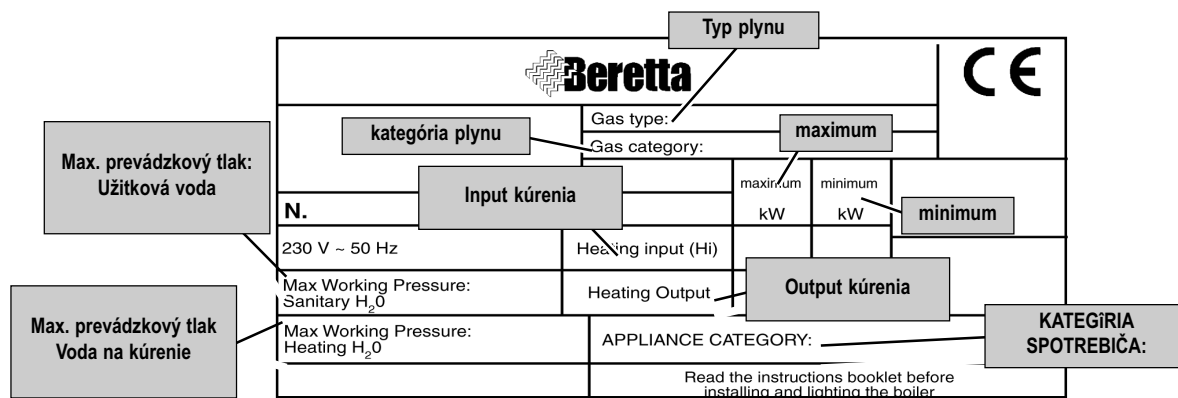 Typ plynu
Beretta
CE
Gas type:
kategória plynu
maximum
Gas category:
Max. prevádzkový tlak:
Užitková voda
Input kúrenia
maximum minimum
N.
kW kW
minimum
230 V ~ 50 Hz
Heating input (Hi)
Max Working Pressure:
Sanitary H₂0
Heating Output
Output kúrenia
Max. prevádzkový tlak
Voda na kúrenie
Max Working Pressure:
Heating H₂0
APPLIANCE CATEGORY:
KATEGîRIA
SPOTREBIČA:
Read the instructions booklet before
installing and lighting the boiler